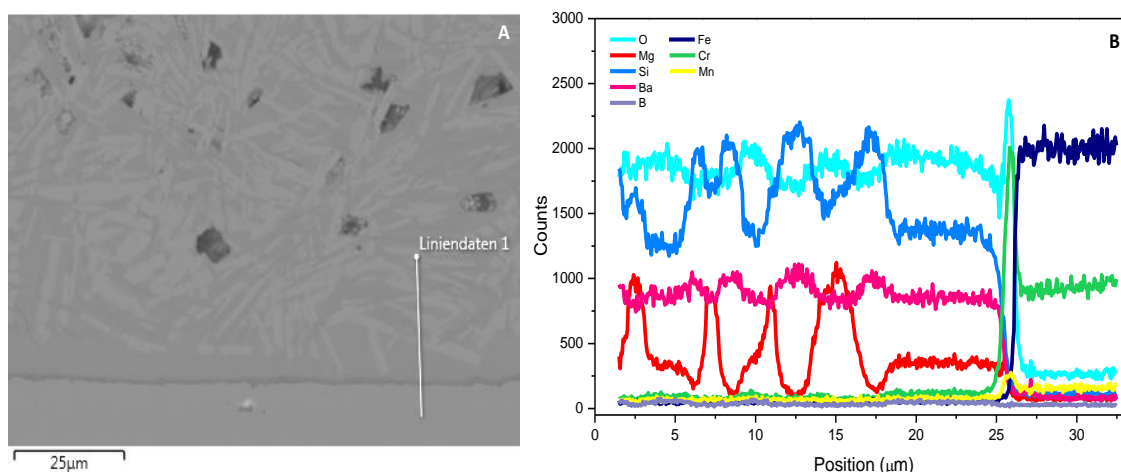 A
Liniendaten 1
25µm
B
3000
2500
2000
1500
1000
500
0
Counts
O Fe
Mg Cr
Si Mn
Ba
B
0 5 10 15 20 25 30
Position (µm)